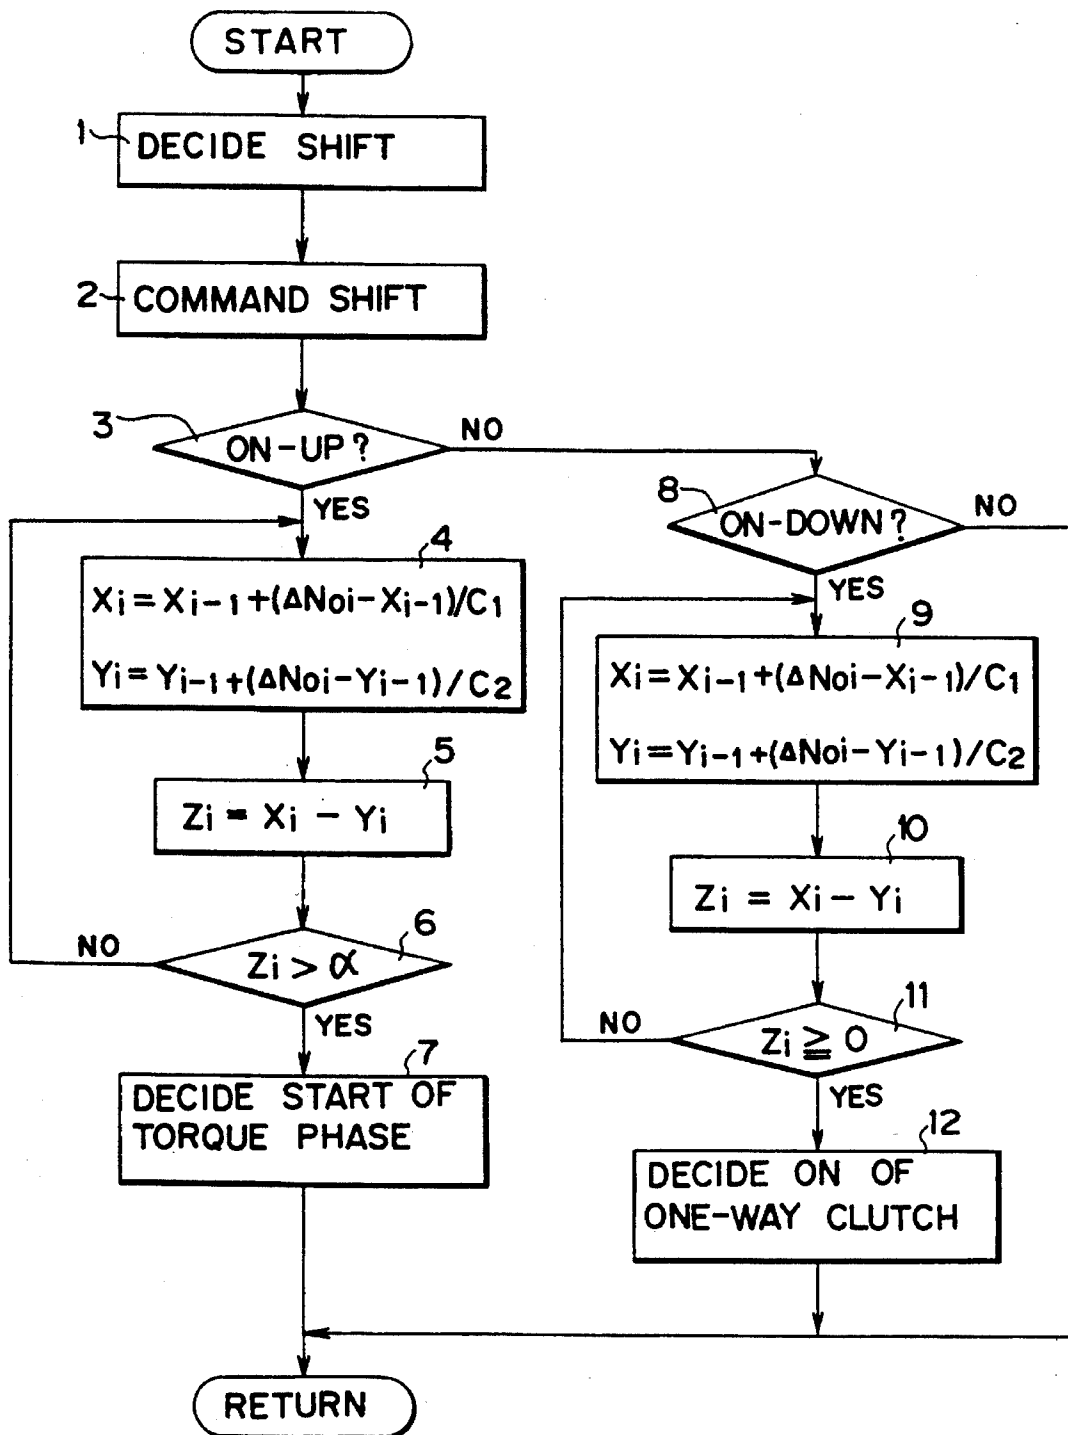 START
1
DECIDE SHIFT
2
COMMAND SHIFT
3
ON-UP?
NO
YES
4
Xi=Xi-1+(ΔNoi-Xi-1)/C1
Yi=Yi-1+(ΔNoi-Yi-1)/C2
5
Zi = Xi - Yi
6
Zi > α
NO
YES
7
DECIDE START OF
TORQUE PHASE
8
ON-DOWN?
NO
YES
9
Xi=Xi-1+(ΔNoi-Xi-1)/C1
Yi=Yi-1+(ΔNoi-Yi-1)/C2
10
Zi = Xi - Yi
11
Zi ≧ 0
NO
YES
12
DECIDE ON OF
ONE-WAY CLUTCH
RETURN